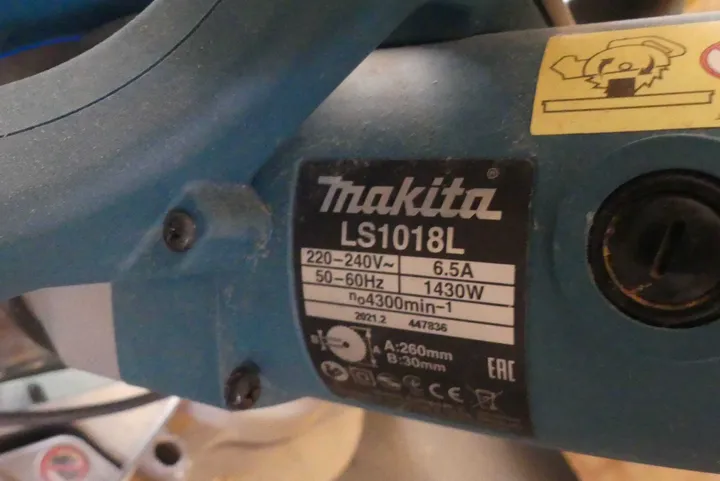 makita®
LS1018L
220-240V~ 6.5A
50-60Hz 1430W
n₀4300min-1
2021.2 447836
B A A:260mm
B:30mm
CE EAC